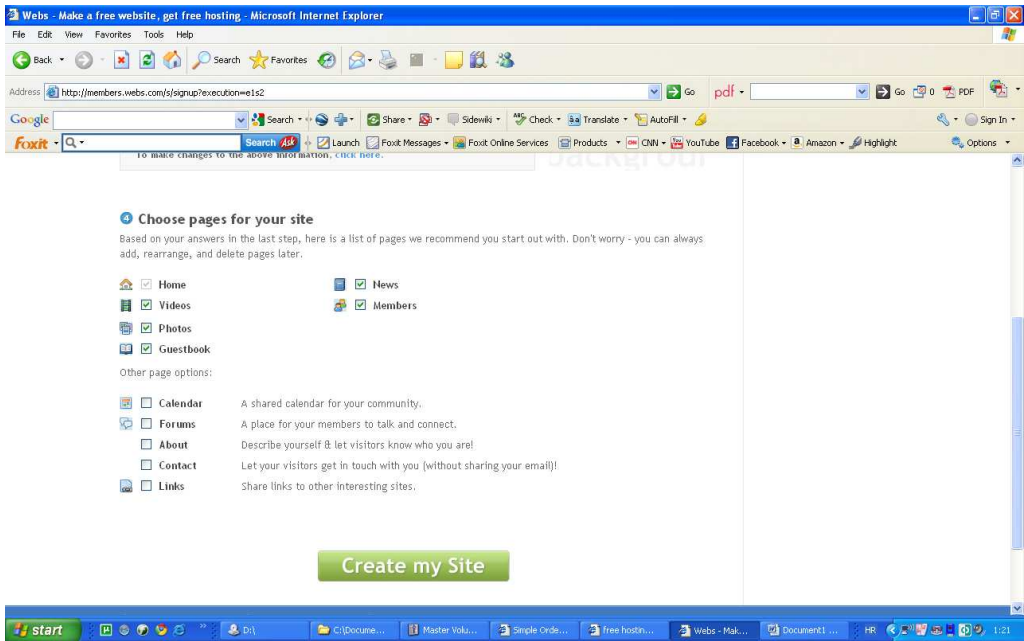 Webs - Make a free website, get free hosting - Microsoft Internet Explorer
File Edit View Favorites Tools Help
Back Search Favorites
Address http://members.webs.com/s/signup?execution=e1s2 Go pdf Go 0 PDF
Google Search Share Sidewiki Check Translate AutoFill Sign In
Foxit Search Ask Launch Foxit Messages Foxit Online Services Products CNN YouTube Facebook Amazon Highlight Options
To make changes to the above information, click here.
4 Choose pages for your site
Based on your answers in the last step, here is a list of pages we recommend you start out with. Don't worry - you can always
add, rearrange, and delete pages later.
Home News
Videos Members
Photos
Guestbook
Other page options:
Calendar A shared calendar for your community.
Forums A place for your members to talk and connect.
About Describe yourself & let visitors know who you are!
Contact Let your visitors get in touch with you (without sharing your email)!
Links Share links to other interesting sites.
Create my Site
start D:\ C:\Docume... Master Volu... Simple Orde... free hostin... Webs - Mak... Document1 ... HR 1:21